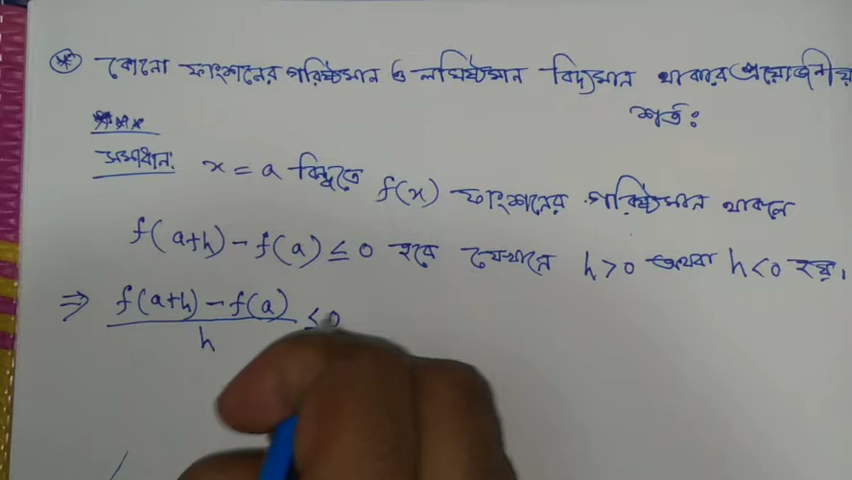 * কোনো ফাংশনের গরিষ্ঠমান ও লঘিষ্ঠমান বিদ্যমান থাকার প্রয়োজনীয়
শর্ত:
***
সমাধান: x = a বিন্দুতে f(x) ফাংশনের গরিষ্ঠমান থাকলে
f(a+h) - f(a) ≤ 0 হবে যেখানে h>0 অথবা h<0 হয়।
⇒ f(a+h) - f(a) / h ≤ 0